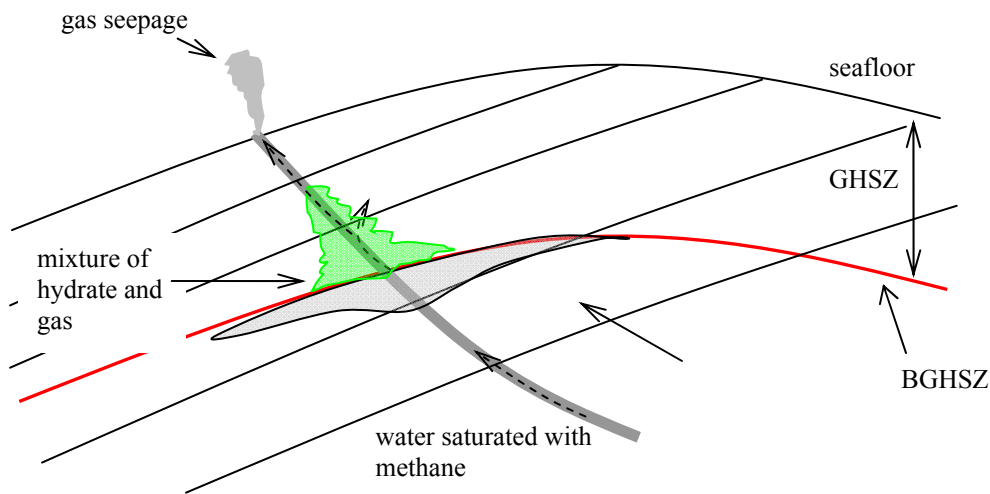 gas seepage
seafloor
GHSZ
mixture of
hydrate and
gas
BGHSZ
water saturated with
methane